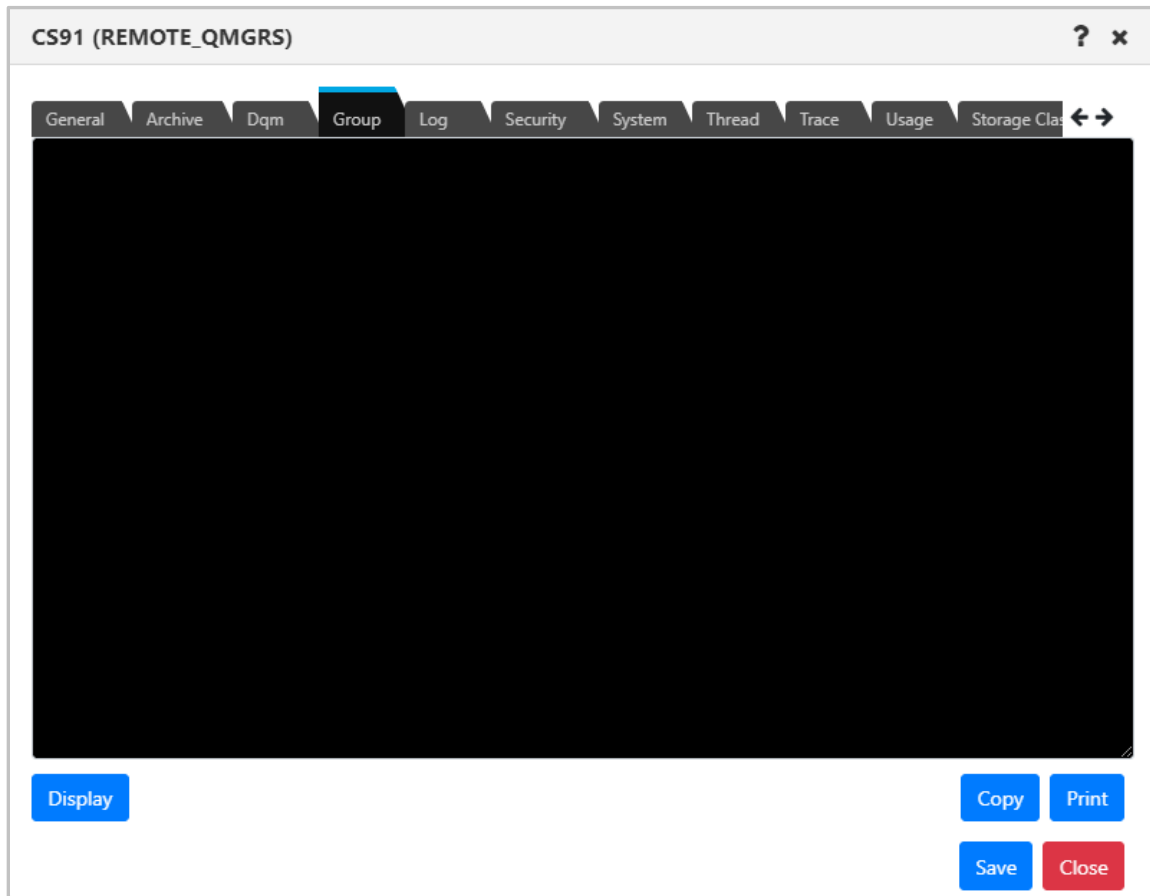 CS91 (REMOTE_QMGRS) ?
General Archive Dqm Group Log Security System Thread Trace Usage Storage Clas
Display Copy Print
Save Close